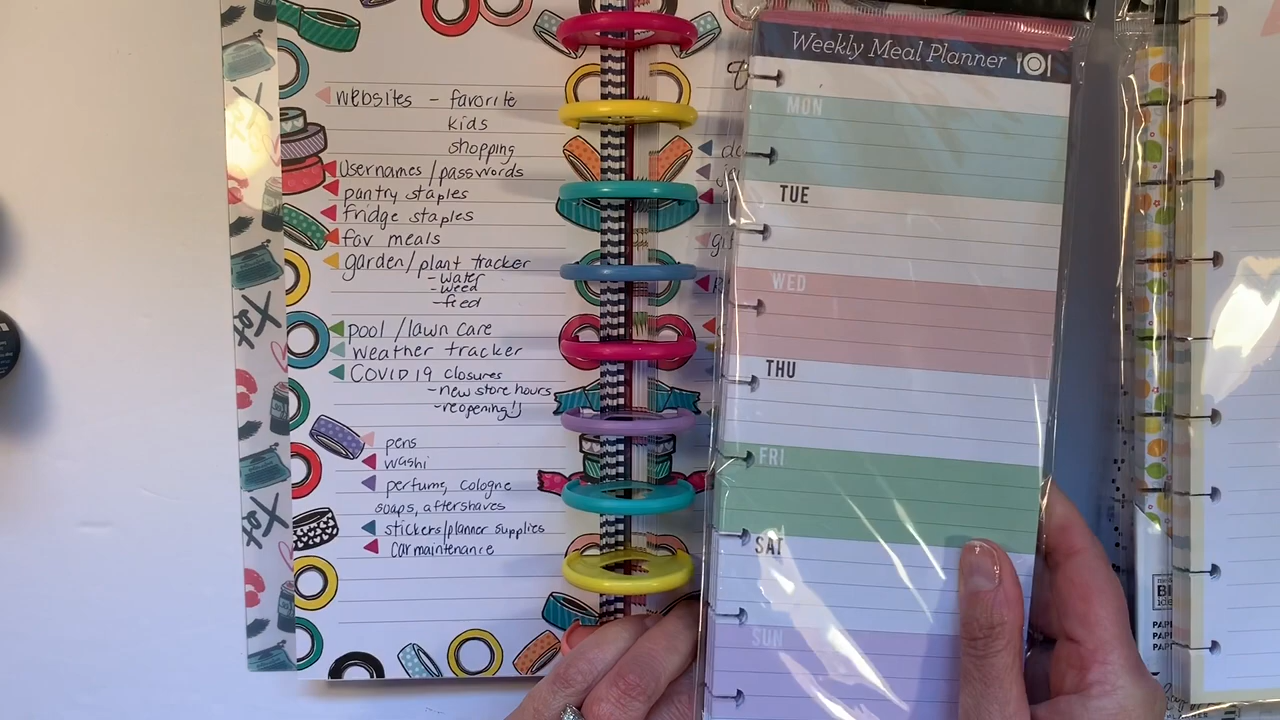 websites - favorite
kids
shopping
Usernames/passwords
pantry staples
fridge staples
fav meals
garden/plant tracker
- water
- weed
- feed
pool/lawn care
weather tracker
COVID 19 closures
- new store hours
- reopening!!
pens
washi
perfume, cologne
soaps, aftershaves
stickers/planner supplies
Car maintenance
Weekly Meal Planner
MON
TUE
WED
THU
FRI
SAT
SUN